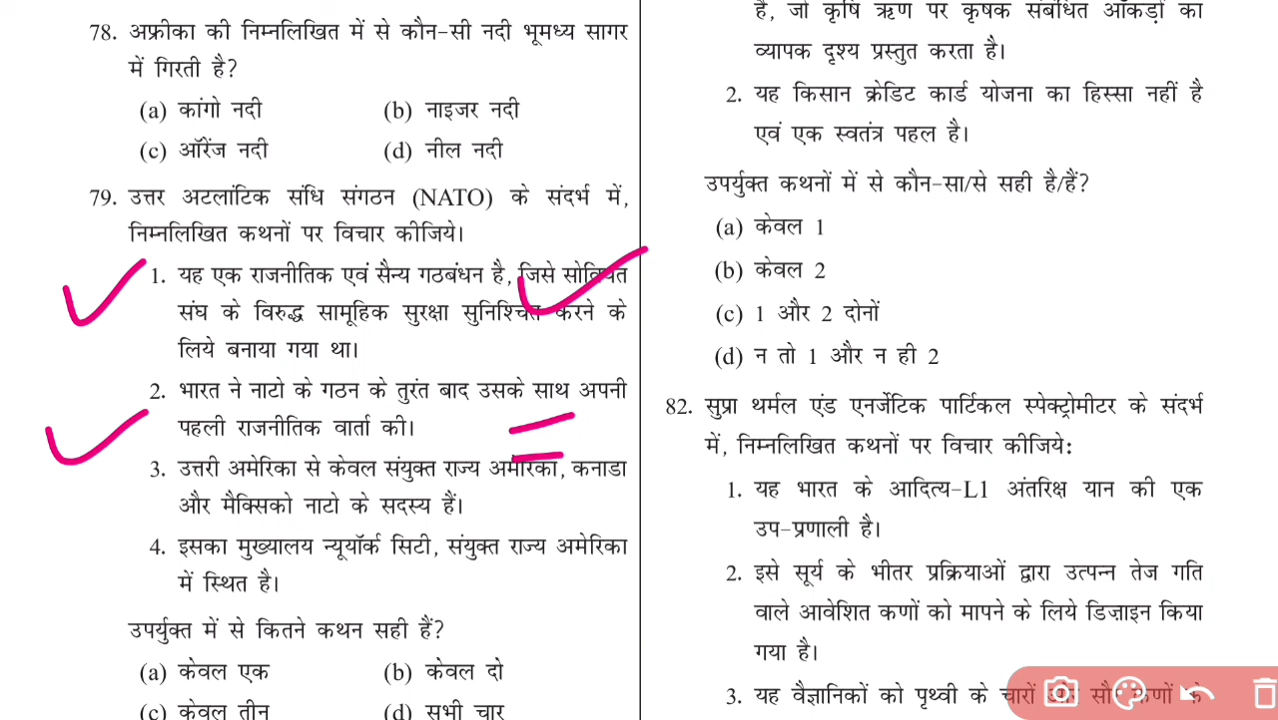 78. अफ्रीका की निम्नलिखित में से कौन-सी नदी भूमध्य सागर
में गिरती है?
(a) कांगो नदी (b) नाइजर नदी
(c) ऑरेंज नदी (d) नील नदी
79. उत्तर अटलांटिक संधि संगठन (NATO) के संदर्भ में,
निम्नलिखित कथनों पर विचार कीजिये।
1. यह एक राजनीतिक एवं सैन्य गठबंधन है, जिसे सोवियत
संघ के विरुद्ध सामूहिक सुरक्षा सुनिश्चित करने के
लिये बनाया गया था।
2. भारत ने नाटो के गठन के तुरंत बाद उसके साथ अपनी
पहली राजनीतिक वार्ता की।
3. उत्तरी अमेरिका से केवल संयुक्त राज्य अमेरिका, कनाडा
और मैक्सिको नाटो के सदस्य हैं।
4. इसका मुख्यालय न्यूयॉर्क सिटी, संयुक्त राज्य अमेरिका
में स्थित है।
उपर्युक्त में से कितने कथन सही हैं?
(a) केवल एक (b) केवल दो
(c) केवल तीन (d) सभी चार
है, जो कृषि ऋण पर कृषक संबंधित आँकड़ों का
व्यापक दृश्य प्रस्तुत करता है।
2. यह किसान क्रेडिट कार्ड योजना का हिस्सा नहीं है
एवं एक स्वतंत्र पहल है।
उपर्युक्त कथनों में से कौन-सा/से सही है/हैं?
(a) केवल 1
(b) केवल 2
(c) 1 और 2 दोनों
(d) न तो 1 और न ही 2
82. सुप्रा थर्मल एंड एनर्जेटिक पार्टिकल स्पेक्ट्रोमीटर के संदर्भ
में, निम्नलिखित कथनों पर विचार कीजिये:
1. यह भारत के आदित्य-L1 अंतरिक्ष यान की एक
उप-प्रणाली है।
2. इसे सूर्य के भीतर प्रक्रियाओं द्वारा उत्पन्न तेज गति
वाले आवेशित कणों को मापने के लिये डिज़ाइन किया
गया है।
3. यह वैज्ञानिकों को पृथ्वी के चारों ओर सौर कणों के